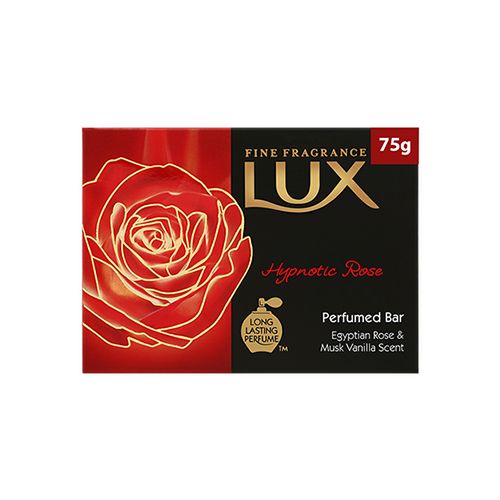 75g
FINE FRAGRANCE
LUX
Hypnotic Rose
LONG
LASTING
PERFUME
TM
Perfumed Bar
Egyptian Rose &
Musk Vanilla Scent